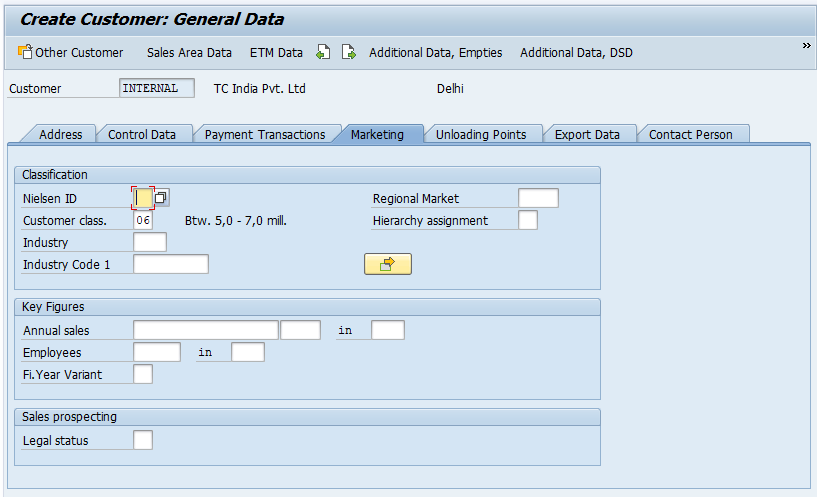 Create Customer: General Data
Other Customer Sales Area Data ETM Data Additional Data, Empties Additional Data, DSD »
Customer INTERNAL TC India Pvt. Ltd Delhi
Address Control Data Payment Transactions Marketing Unloading Points Export Data Contact Person
Classification
Nielsen ID Regional Market
Customer class. 06 Btw. 5,0 - 7,0 mill. Hierarchy assignment
Industry
Industry Code 1
Key Figures
Annual sales in
Employees in
Fi.Year Variant
Sales prospecting
Legal status